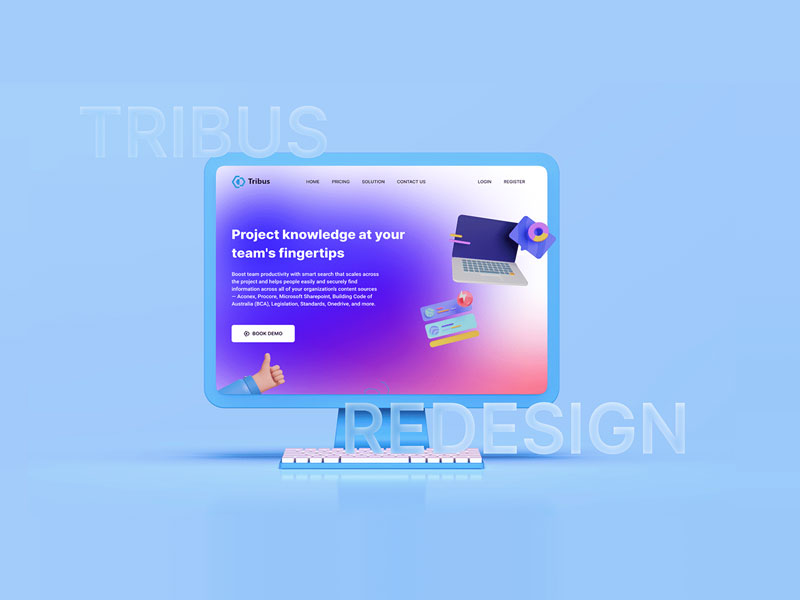 TRIBUS
Tribus
HOME PRICING SOLUTION CONTACT US LOGIN REGISTER
Project knowledge at your
team's fingertips
Boost team productivity with smart search that scales across
the project and helps people easily and securely find
information across all of your organization's content sources
— Aconex, Procore, Microsoft Sharepoint, Building Code of
Australia (BCA), Legislation, Standards, Onedrive, and more.
BOOK DEMO
REDESIGN